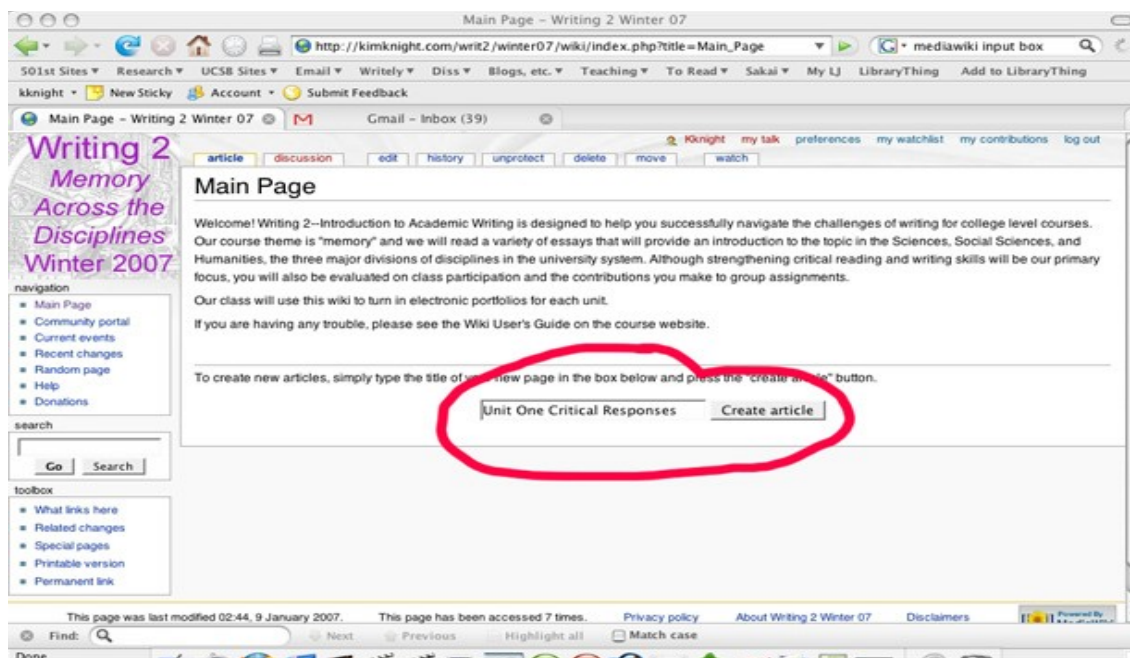 Main Page – Writing 2 Winter 07
http://kimknight.com/writ2/winter07/wiki/index.php?title=Main_Page
mediawiki input box
501st Sites Research UCSB Sites Email Writely Diss Blogs, etc. Teaching To Read Sakai My LJ LibraryThing Add to LibraryThing
kknight New Sticky Account Submit Feedback
Main Page – Writing 2 Winter 07 Gmail – Inbox (39)
Kknight my talk preferences my watchlist my contributions log out
article discussion edit history unprotect delete move watch
Writing 2
Memory
Across the
Disciplines
Winter 2007
navigation
Main Page
Community portal
Current events
Recent changes
Random page
Help
Donations
search
Go Search
toolbox
What links here
Related changes
Special pages
Printable version
Permanent link
Main Page
Welcome! Writing 2--Introduction to Academic Writing is designed to help you successfully navigate the challenges of writing for college level courses.
Our course theme is "memory" and we will read a variety of essays that will provide an introduction to the topic in the Sciences, Social Sciences, and
Humanities, the three major divisions of disciplines in the university system. Although strengthening critical reading and writing skills will be our primary
focus, you will also be evaluated on class participation and the contributions you make to group assignments.
Our class will use this wiki to turn in electronic portfolios for each unit.
If you are having any trouble, please see the Wiki User's Guide on the course website.
To create new articles, simply type the title of your new page in the box below and press the "create article" button.
Unit One Critical Responses Create article
This page was last modified 02:44, 9 January 2007. This page has been accessed 7 times. Privacy policy About Writing 2 Winter 07 Disclaimers Powered By
MediaWiki
Find: Next Previous Highlight all Match case
Done